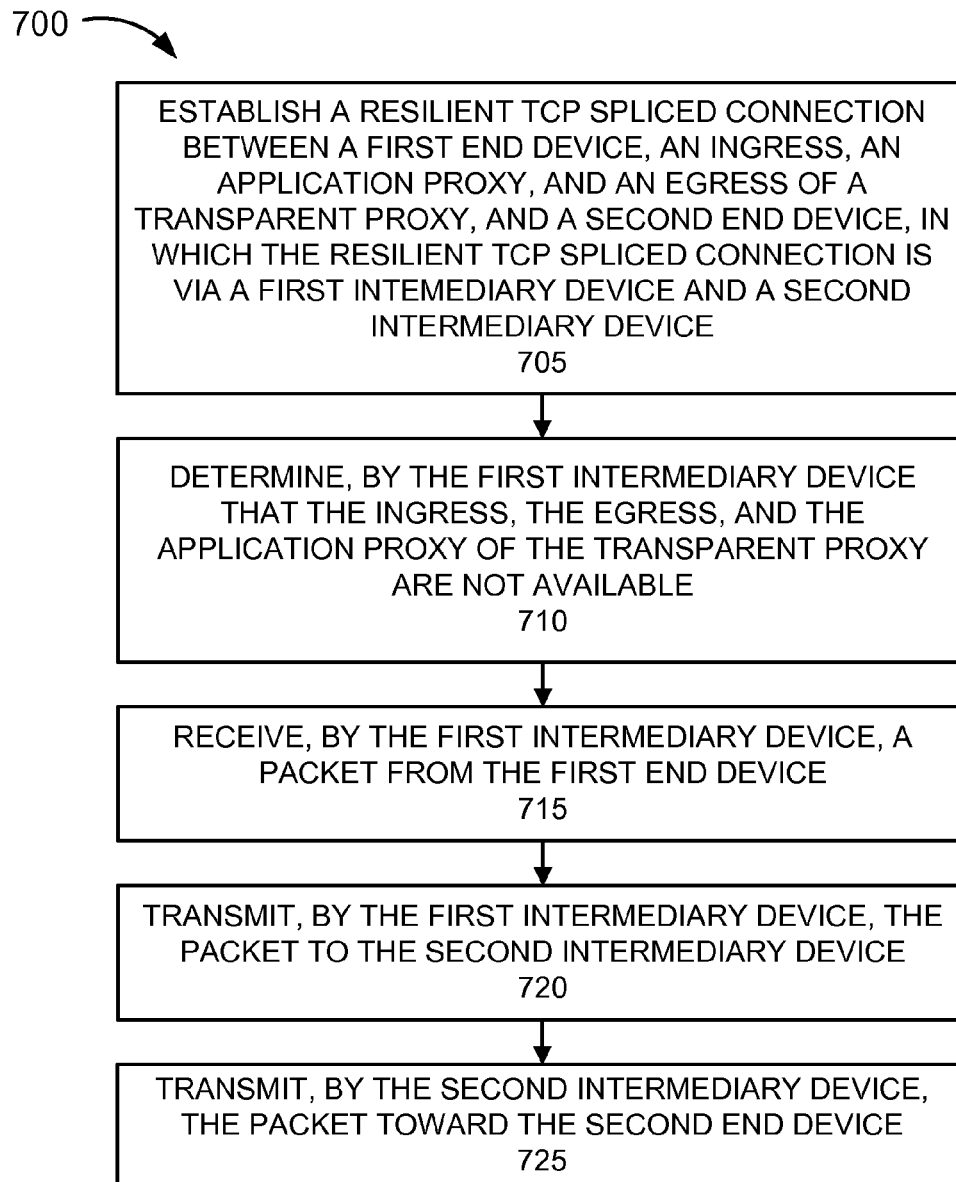 700
ESTABLISH A RESILIENT TCP SPLICED CONNECTION
BETWEEN A FIRST END DEVICE, AN INGRESS, AN
APPLICATION PROXY, AND AN EGRESS OF A
TRANSPARENT PROXY, AND A SECOND END DEVICE, IN
WHICH THE RESILIENT TCP SPLICED CONNECTION IS
VIA A FIRST INTEMEDIARY DEVICE AND A SECOND
INTERMEDIARY DEVICE
705
DETERMINE, BY THE FIRST INTERMEDIARY DEVICE
THAT THE INGRESS, THE EGRESS, AND THE
APPLICATION PROXY OF THE TRANSPARENT PROXY
ARE NOT AVAILABLE
710
RECEIVE, BY THE FIRST INTERMEDIARY DEVICE, A
PACKET FROM THE FIRST END DEVICE
715
TRANSMIT, BY THE FIRST INTERMEDIARY DEVICE, THE
PACKET TO THE SECOND INTERMEDIARY DEVICE
720
TRANSMIT, BY THE SECOND INTERMEDIARY DEVICE,
THE PACKET TOWARD THE SECOND END DEVICE
725